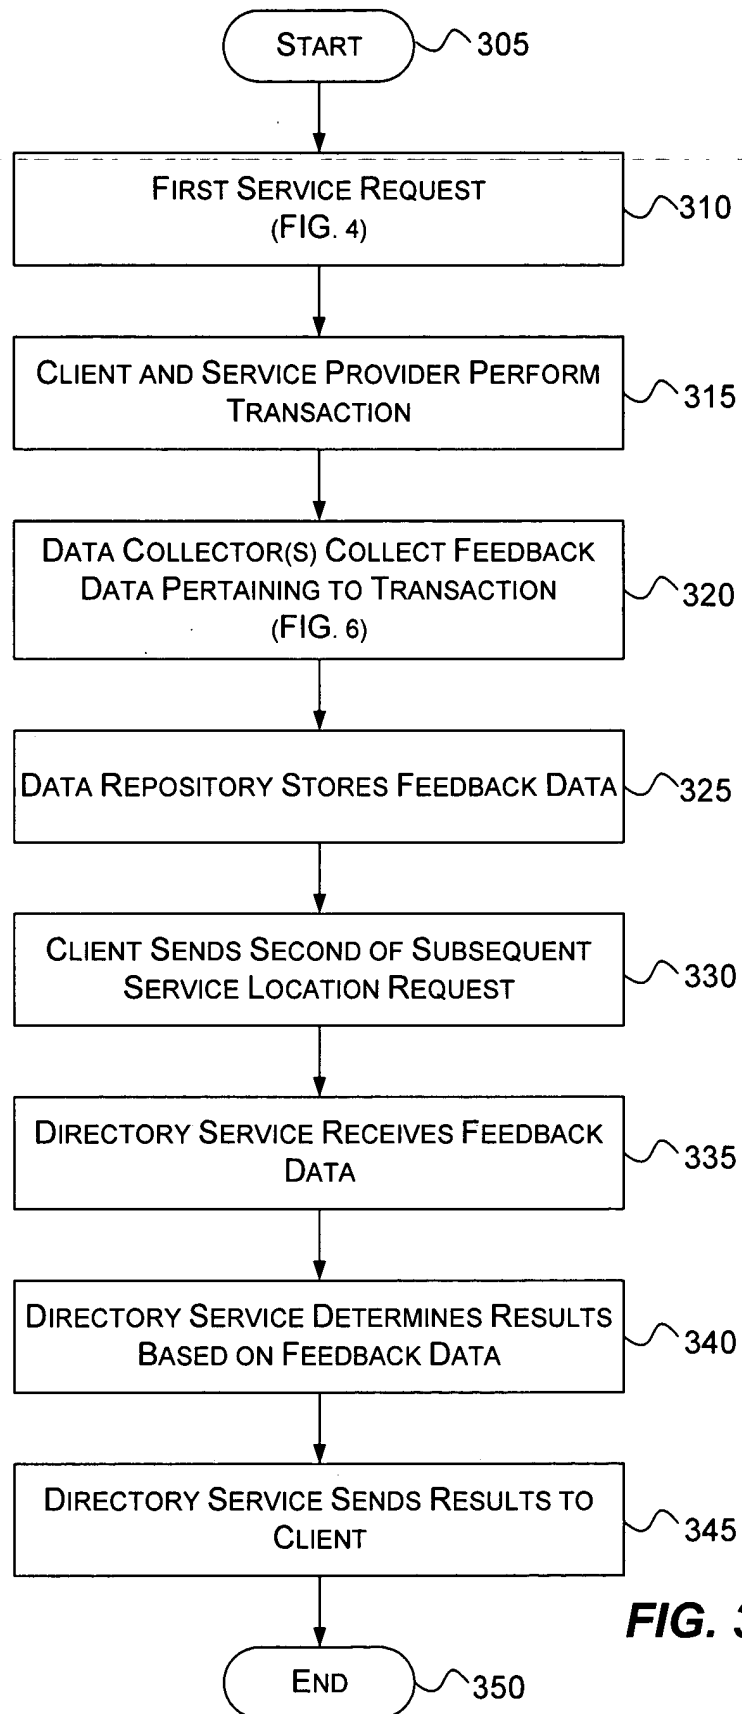 START
305
FIRST SERVICE REQUEST
(FIG. 4)
310
CLIENT AND SERVICE PROVIDER PERFORM
TRANSACTION
315
DATA COLLECTOR(S) COLLECT FEEDBACK
DATA PERTAINING TO TRANSACTION
(FIG. 6)
320
DATA REPOSITORY STORES FEEDBACK DATA
325
CLIENT SENDS SECOND OF SUBSEQUENT
SERVICE LOCATION REQUEST
330
DIRECTORY SERVICE RECEIVES FEEDBACK
DATA
335
DIRECTORY SERVICE DETERMINES RESULTS
BASED ON FEEDBACK DATA
340
DIRECTORY SERVICE SENDS RESULTS TO
CLIENT
345
FIG. 3
END
350